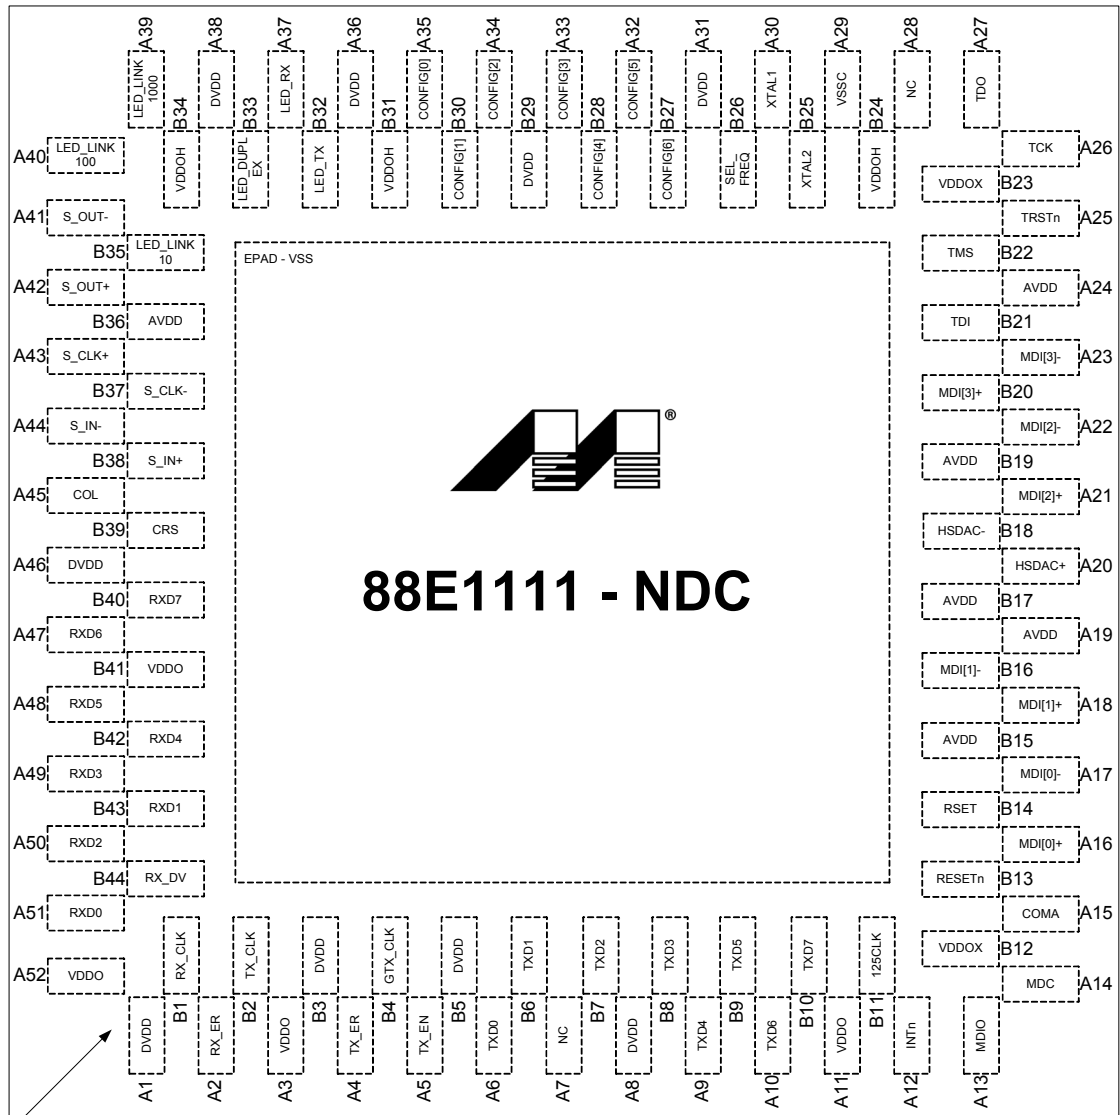 A39 A38 A37 A36 A35 A34 A33 A32 A31 A30 A29 A28 A27
LED_LINK
1000
DVDD
LED_RX
DVDD
CONFIG[0]
CONFIG[2]
CONFIG[3]
CONFIG[5]
DVDD
XTAL1
VSSC
NC
TDO
B34 B33 B32 B31 B30 B29 B28 B27 B26 B25 B24
VDDOH
LED_DUPL
EX
LED_TX
VDDOH
CONFIG[1]
DVDD
CONFIG[4]
CONFIG[6]
SEL_
FREQ
XTAL2
VDDOH
A40 LED_LINK
100
A41 S_OUT-
B35 LED_LINK
10
A42 S_OUT+
B36 AVDD
A43 S_CLK+
B37 S_CLK-
A44 S_IN-
B38 S_IN+
A45 COL
B39 CRS
A46 DVDD
B40 RXD7
A47 RXD6
B41 VDDO
A48 RXD5
B42 RXD4
A49 RXD3
B43 RXD1
A50 RXD2
B44 RX_DV
A51 RXD0
A52 VDDO
EPAD - VSS
®
88E1111 - NDC
TCK A26
VDDOX B23
TRSTn A25
TMS B22
AVDD A24
TDI B21
MDI[3]- A23
MDI[3]+ B20
MDI[2]- A22
AVDD B19
MDI[2]+ A21
HSDAC- B18
HSDAC+ A20
AVDD B17
AVDD A19
MDI[1]- B16
MDI[1]+ A18
AVDD B15
MDI[0]- A17
RSET B14
MDI[0]+ A16
RESETn B13
COMA A15
VDDOX B12
MDC A14
RX_CLK
TX_CLK
DVDD
GTX_CLK
DVDD
TXD1
TXD2
TXD3
TXD5
TXD7
125CLK
B1 B2 B3 B4 B5 B6 B7 B8 B9 B10 B11
DVDD
RX_ER
VDDO
TX_ER
TX_EN
TXD0
NC
DVDD
TXD4
TXD6
VDDO
INTn
MDIO
A1 A2 A3 A4 A5 A6 A7 A8 A9 A10 A11 A12 A13